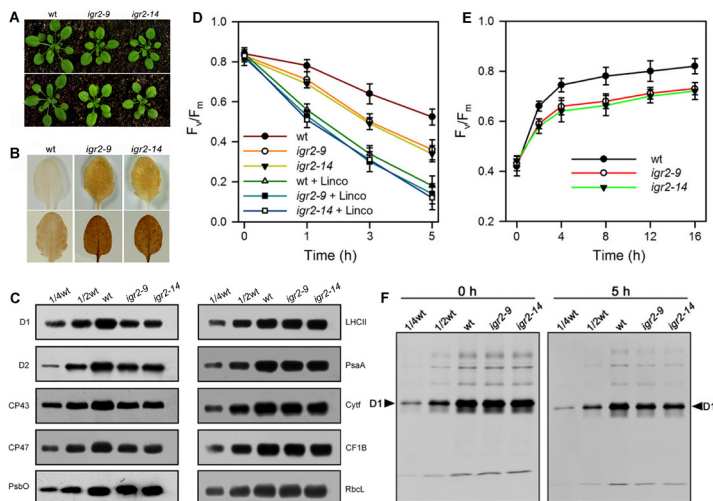 A
wt igr2-9 igr2-14
B
wt igr2-9 igr2-14
C
1/4wt 1/2wt wt igr2-9 igr2-14
D1
D2
CP43
CP47
PsbO
1/4wt 1/2wt wt igr2-9 igr2-14
LHCII
PsaA
Cytf
CF1B
RbcL
D
Fv/Fm
1.0
0.8
0.6
0.4
0.2
0.0
wt
igr2-9
igr2-14
wt + Linco
igr2-9 + Linco
igr2-14 + Linco
0 1 3 5
Time (h)
E
Fv/Fm
1.0
0.8
0.6
0.4
0.2
wt
igr2-9
igr2-14
0 4 8 12 16
Time (h)
F
0 h
5 h
1/4wt 1/2wt wt igr2-9 igr2-14
1/4wt 1/2wt wt igr2-9 igr2-14
D1
D1